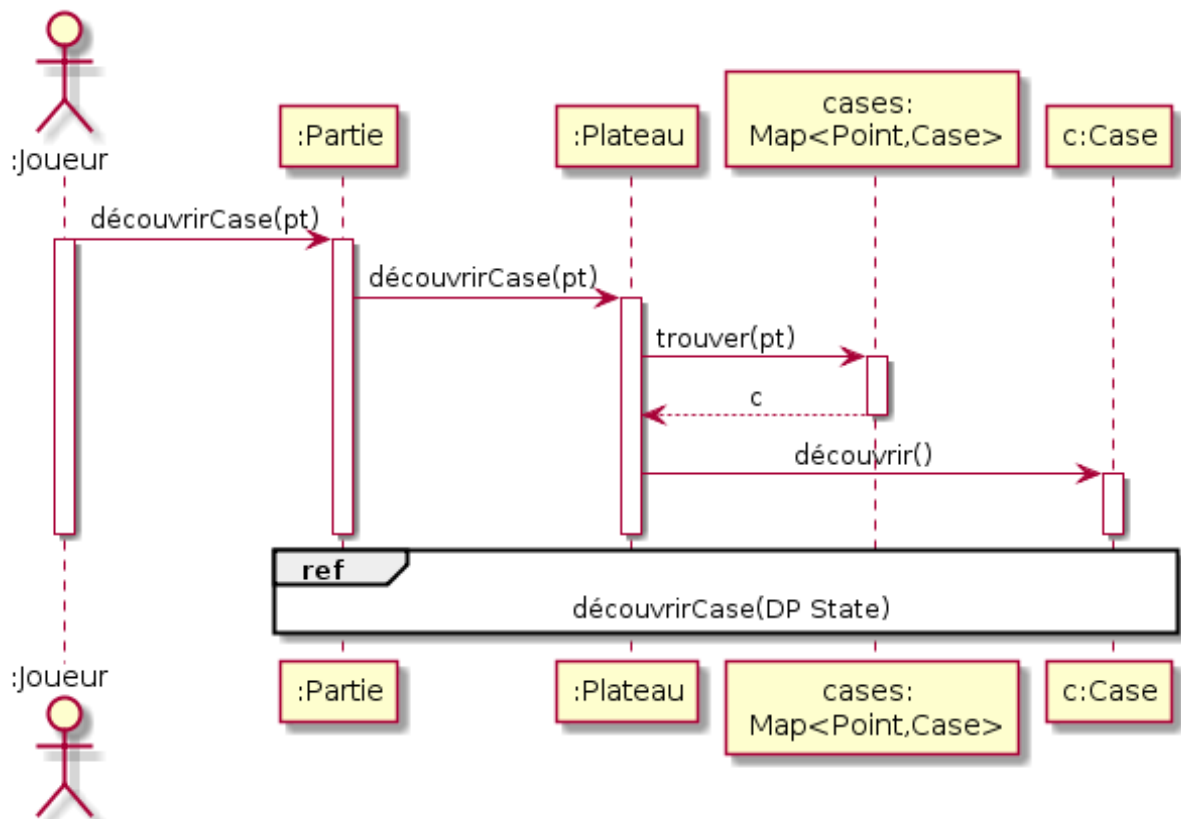 :Joueur
:Partie
:Plateau
cases:
Map<Point,Case>
c:Case
découvrirCase(pt)
découvrirCase(pt)
trouver(pt)
c
découvrir()
ref
découvrirCase(DP State)
:Joueur
:Partie
:Plateau
cases:
Map<Point,Case>
c:Case